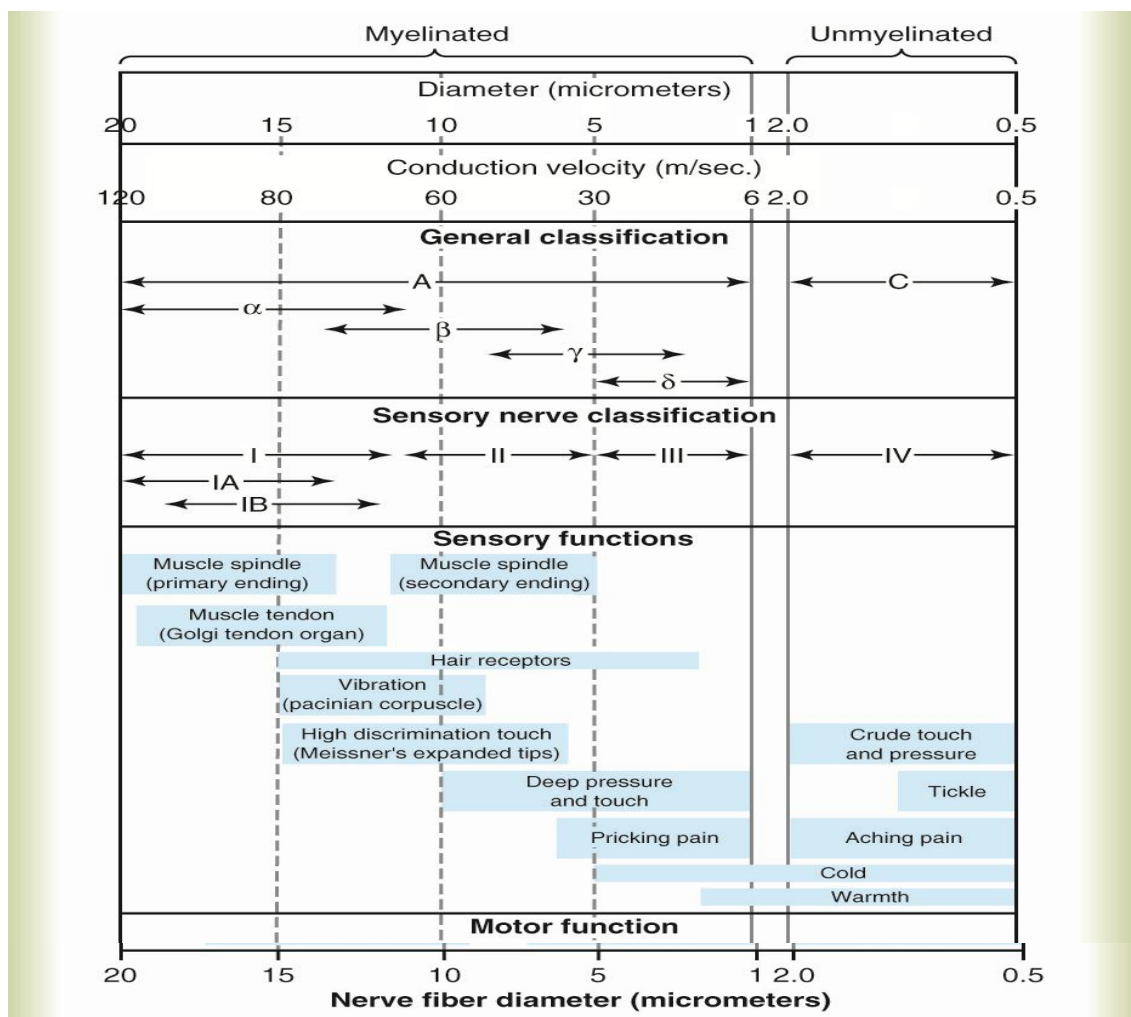 Myelinated Unmyelinated
Diameter (micrometers)
20 15 10 5 1 2.0 0.5
Conduction velocity (m/sec.)
120 80 60 30 6 2.0 0.5
General classification
A C
α
β
γ
δ
Sensory nerve classification
I II III IV
IA
IB
Sensory functions
Muscle spindle
(primary ending)
Muscle spindle
(secondary ending)
Muscle tendon
(Golgi tendon organ)
Hair receptors
Vibration
(pacinian corpuscle)
High discrimination touch
(Meissner's expanded tips)
Crude touch
and pressure
Deep pressure
and touch
Tickle
Pricking pain
Aching pain
Cold
Warmth
Motor function
20 15 10 5 1 2.0 0.5
Nerve fiber diameter (micrometers)